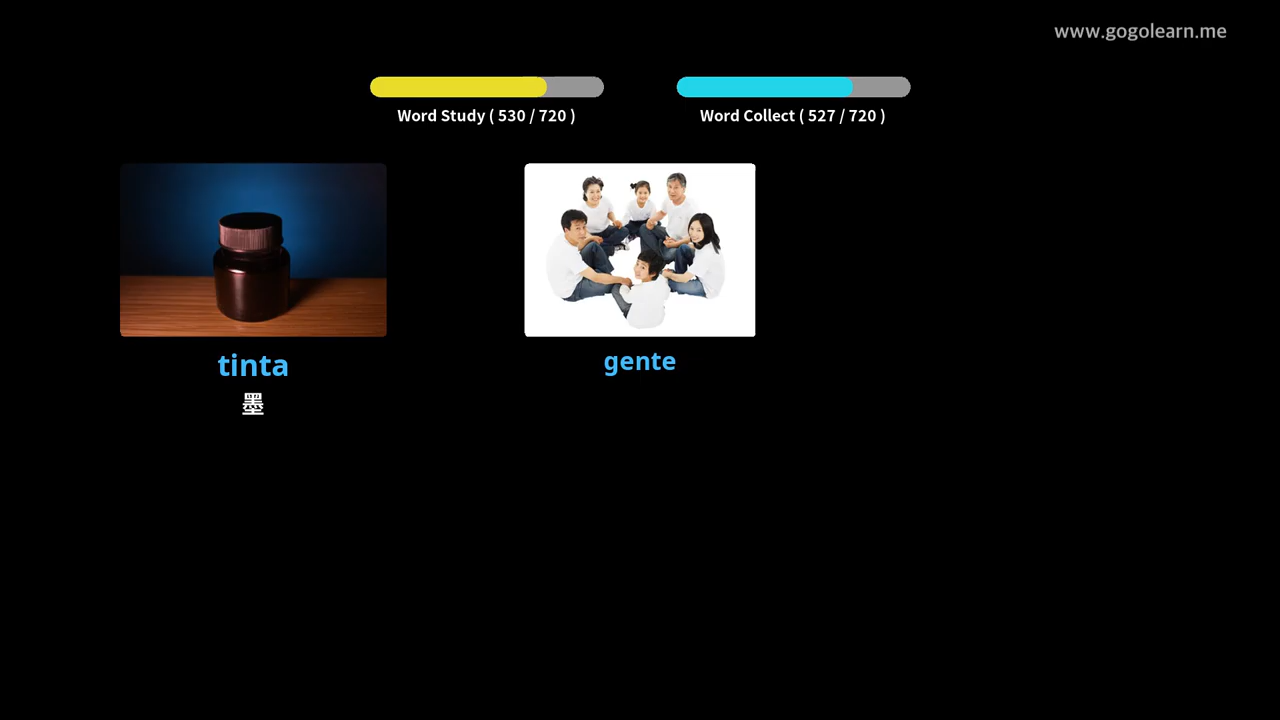 www.gogolearn.me
Word Study ( 530 / 720 )
Word Collect ( 527 / 720 )
tinta
墨
gente